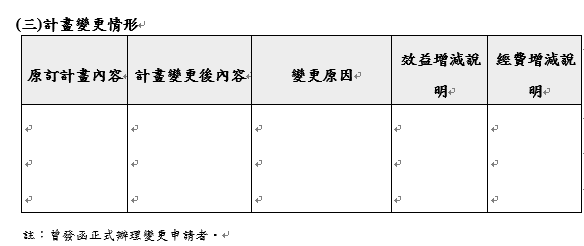 (三)計畫變更情形
原訂計畫內容 計畫變更後內容 變更原因 效益增減說明 經費增減說明
註：曾發函正式辦理變更申請者。